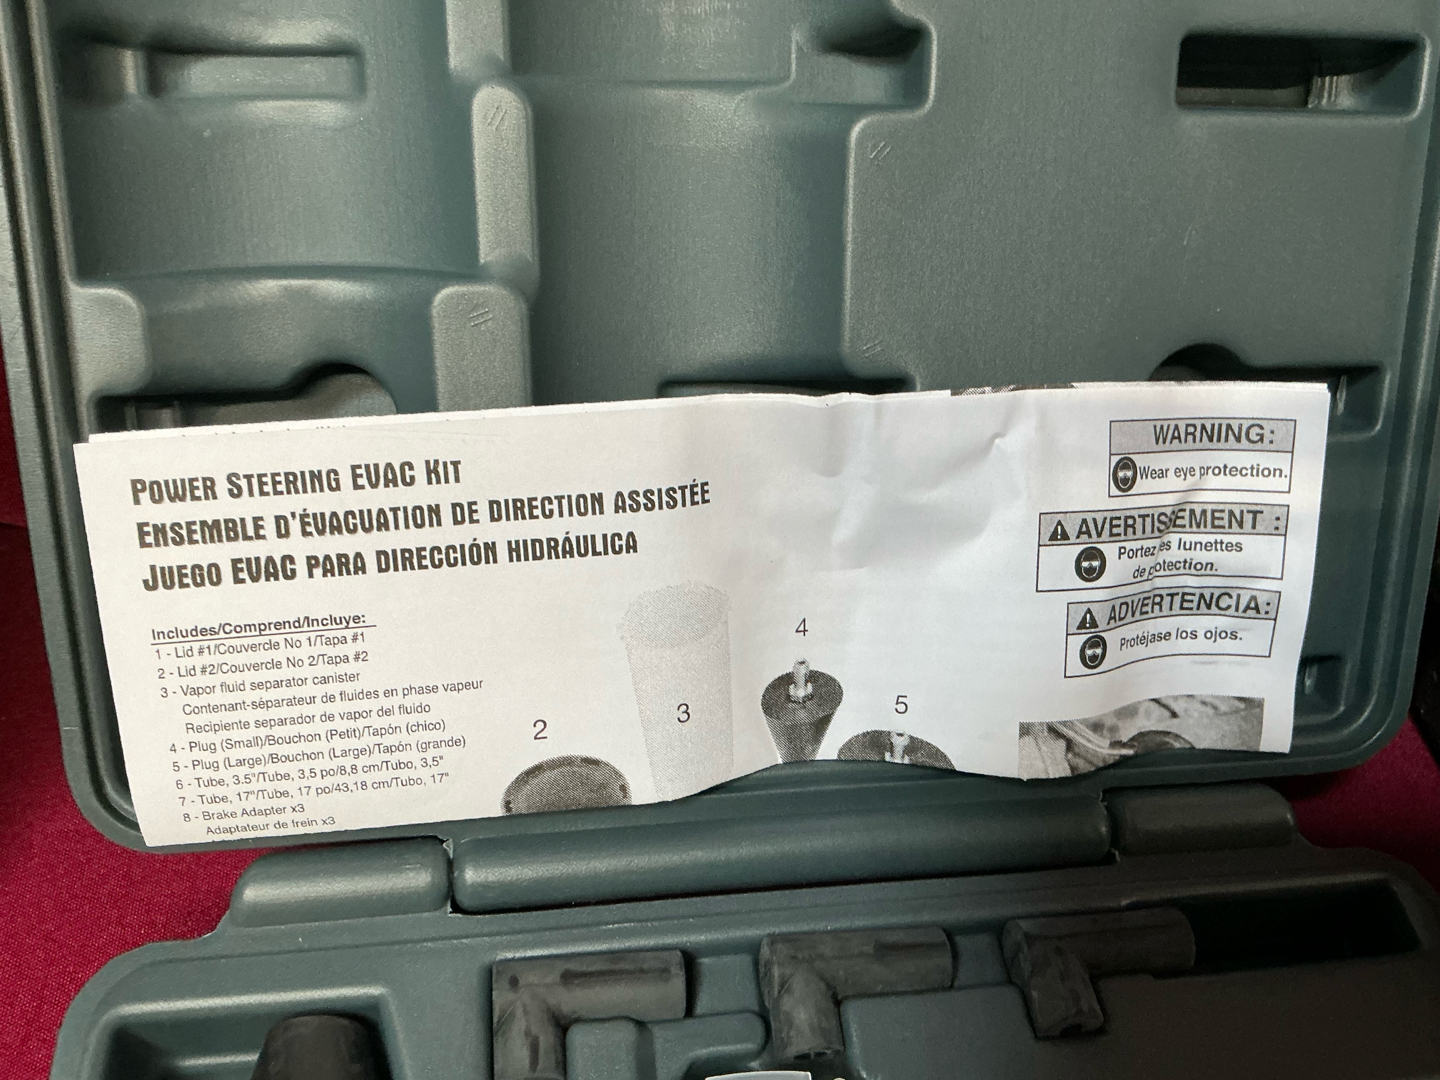 POWER STEERING EVAC KIT
ENSEMBLE D'ÉVACUATION DE DIRECTION ASSISTÉE
JUEGO EVAC PARA DIRECCIÓN HIDRÁULICA
Includes/Comprend/Incluye:
1 - Lid #1/Couvercle No 1/Tapa #1
2 - Lid #2/Couvercle No 2/Tapa #2
3 - Vapor fluid separator canister
Contenant-séparateur de fluides en phase vapeur
Recipiente separador de vapor del fluido
4 - Plug (Small)/Bouchon (Petit)/Tapón (chico)
5 - Plug (Large)/Bouchon (Large)/Tapón (grande)
6 - Tube, 3.5"/Tube, 3,5 po/8,8 cm/Tubo, 3,5"
7 - Tube, 17"/Tube, 17 po/43,18 cm/Tubo, 17"
8 - Brake Adapter x3
Adaptateur de frein x3
2
3
4
5
WARNING:
Wear eye protection.
AVERTISSEMENT :
Portez es lunettes
de p otection.
ADVERTENCIA:
Protéjase los ojos.